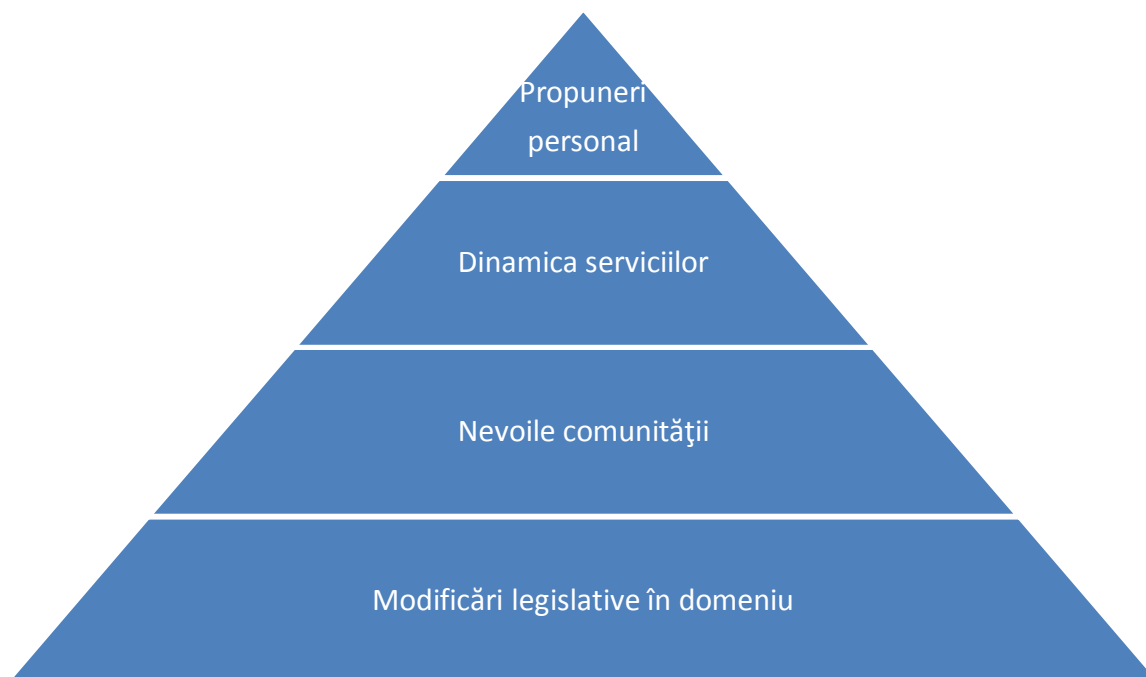 Propuneri
personal
Dinamica serviciilor
Nevoile comunităţii
Modificări legislative în domeniu